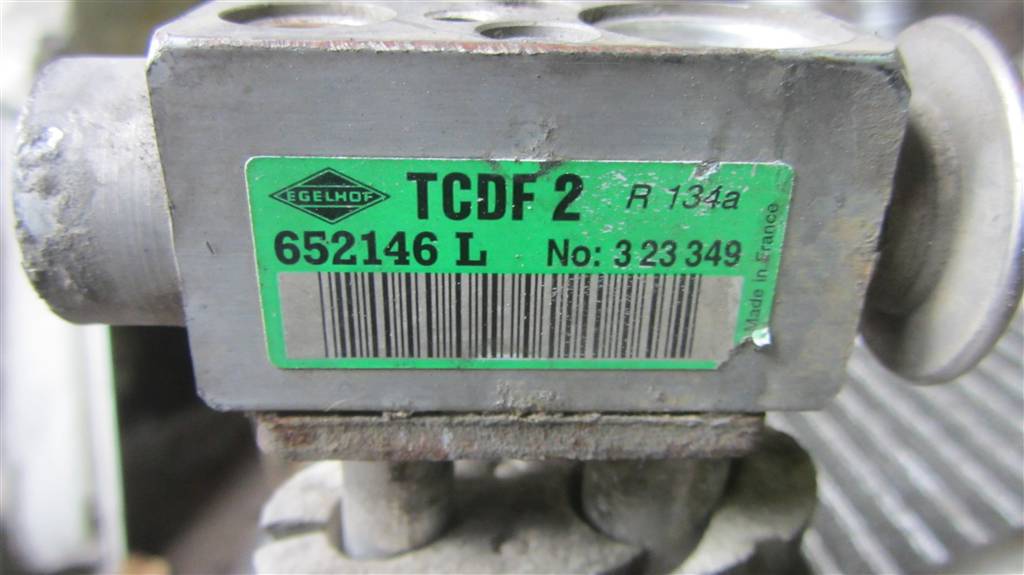 EGELHOF TCDF 2 R 134a
652146 L No: 3 23 349
Made in France